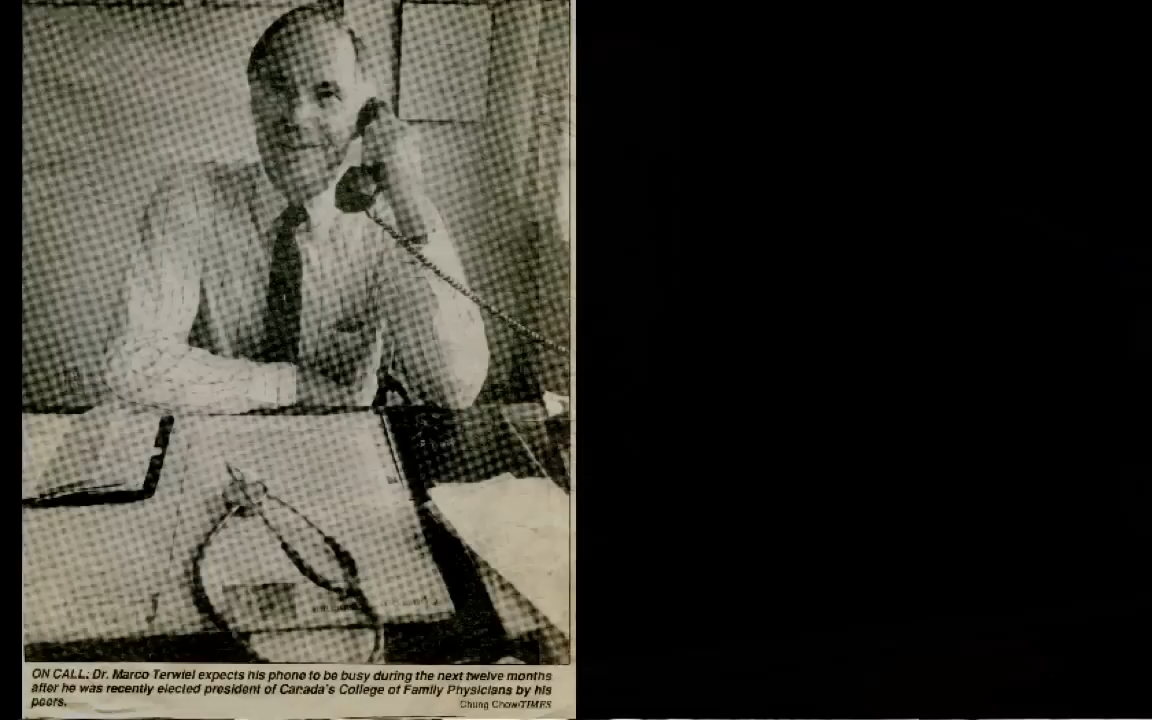 ON CALL: Dr. Marco Terwiel expects his phone to be busy during the next twelve months
after he was recently elected president of Canada's College of Family Physicians by his
peers.
Chung Chow/TIMES